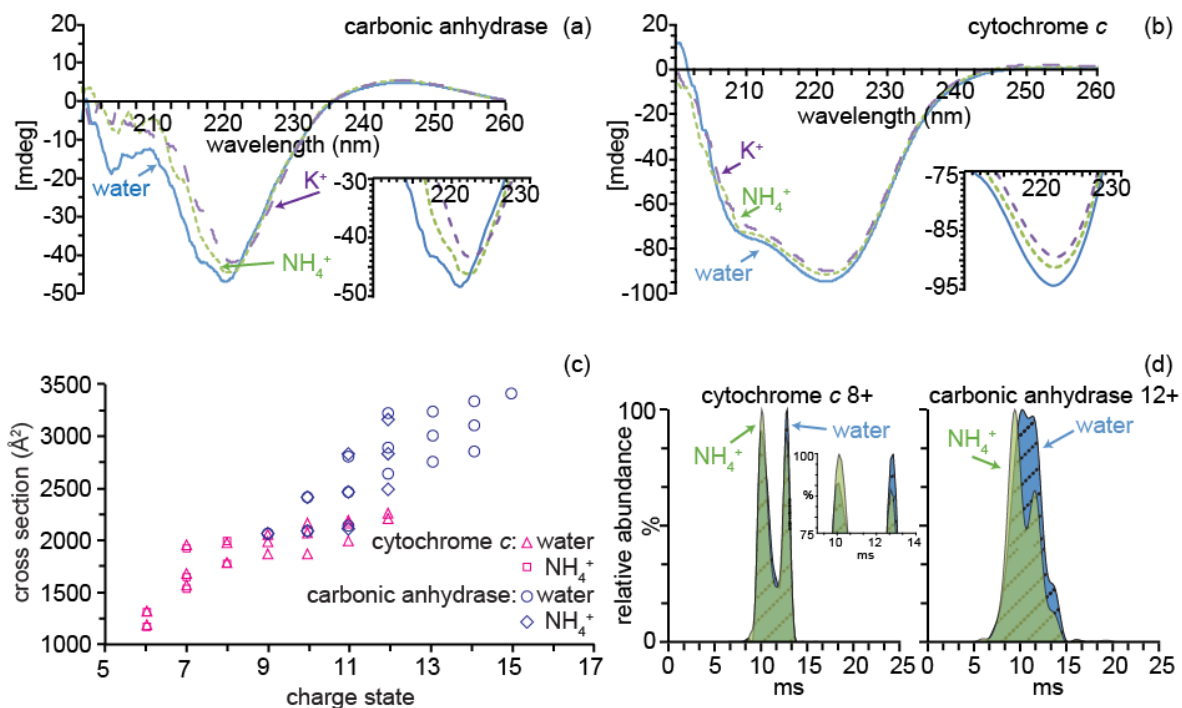 carbonic anhydrase (a)
20
10
0
-10
-20
-30
-40
-50
[mdeg]
210 220 230 240 250 260
wavelength (nm)
water
K+
NH4+
220 230
-30
-40
-50
cytochrome c (b)
20
0
-20
-40
-60
-80
-100
[mdeg]
210 220 230 240 250 260
wavelength (nm)
K+
NH4+
water
-75
220 230
-85
-95
(c)
3500
3000
2500
2000
1500
1000
cross section (Å2)
cytochrome c: water
NH4+
carbonic anhydrase: water
NH4+
5 7 9 11 13 15 17
charge state
(d)
cytochrome c 8+ carbonic anhydrase 12+
100
relative abundance
%
0
NH4+
water
100
%
75
10 12 14
ms
0 5 10 15 20 25
ms
NH4+
water
0 5 10 15 20 25
ms